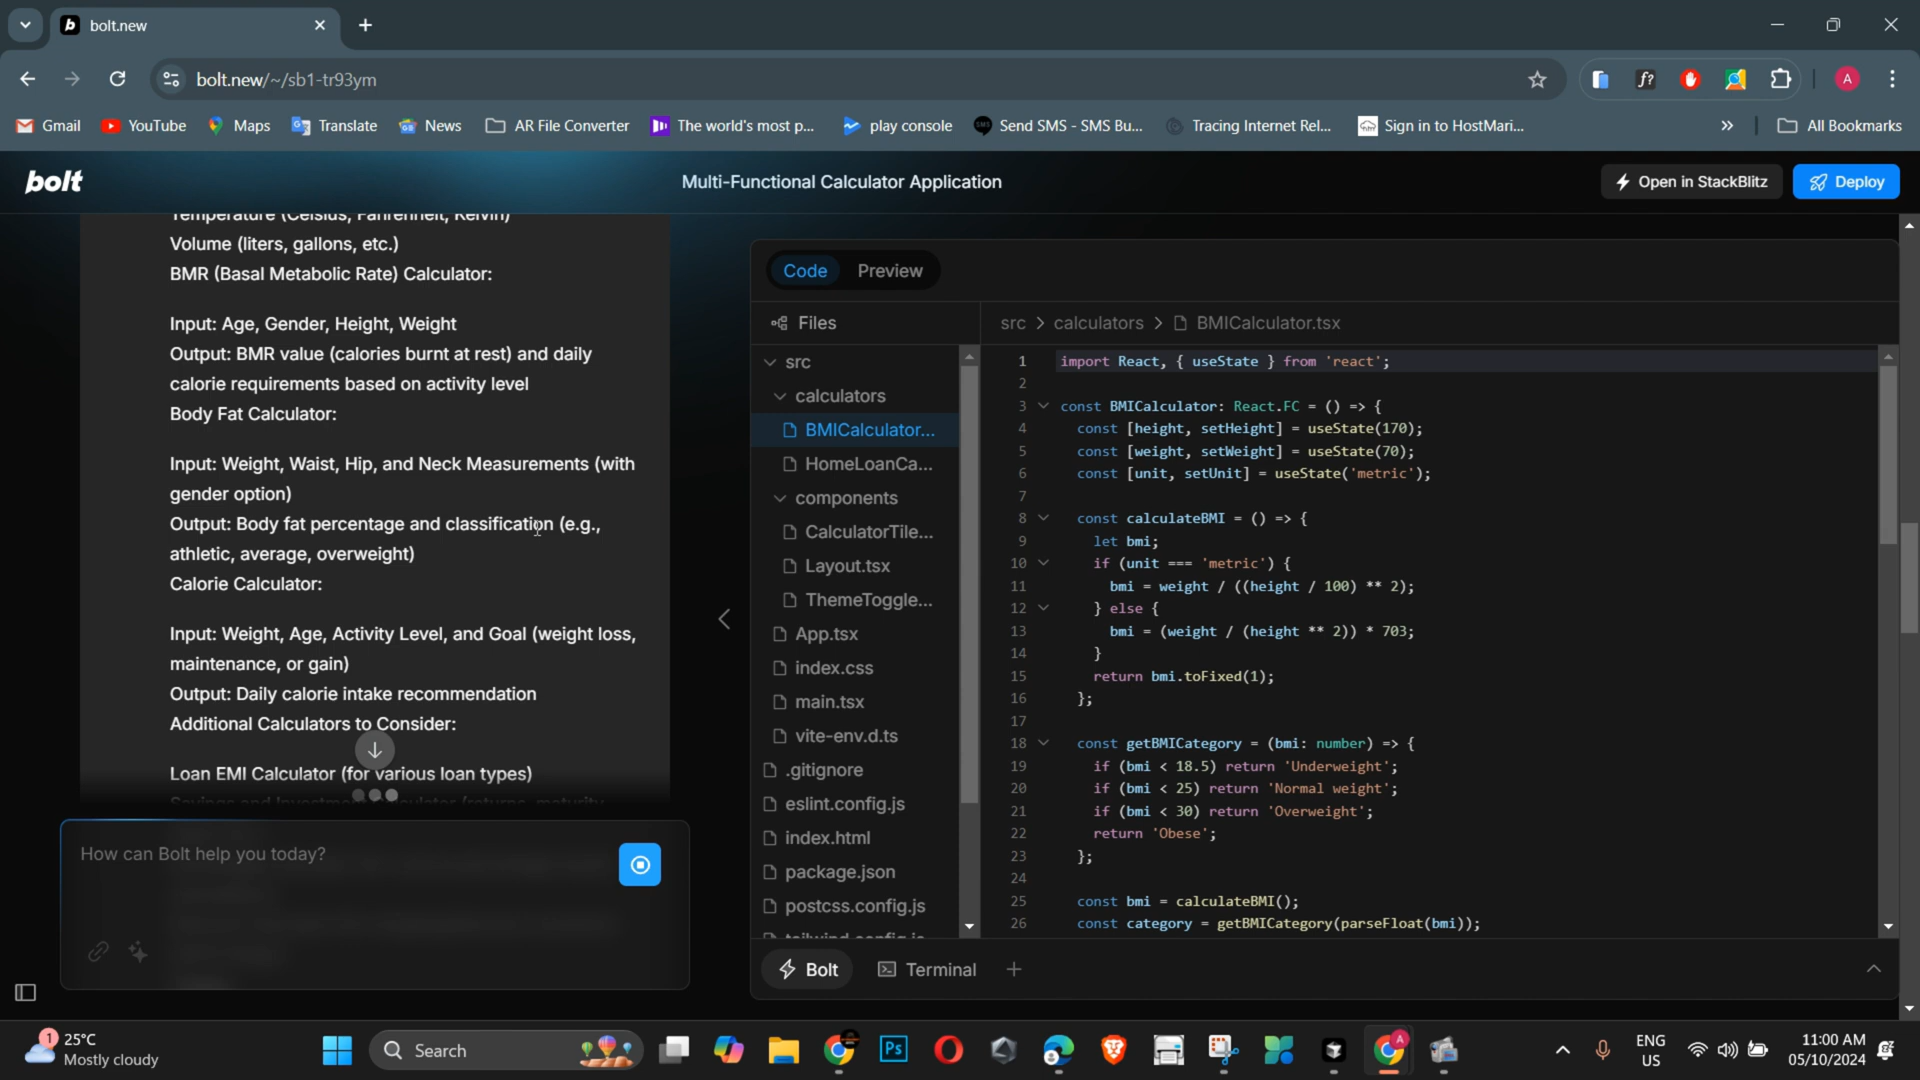 bolt.new
bolt.new/~/sb1-tr93ym
A
Gmail
YouTube
Maps
Translate
News
AR File Converter
The world's most p...
play console
Send SMS - SMS Bu...
Tracing Internet Rel...
Sign in to HostMari...
All Bookmarks
bolt
Multi-Functional Calculator Application
Open in StackBlitz
Deploy
Temperature (Celsius, Fahrenheit, Kelvin)
Volume (liters, gallons, etc.)
BMR (Basal Metabolic Rate) Calculator:
Input: Age, Gender, Height, Weight
Output: BMR value (calories burnt at rest) and daily
calorie requirements based on activity level
Body Fat Calculator:
Input: Weight, Waist, Hip, and Neck Measurements (with
gender option)
Output: Body fat percentage and classification (e.g.,
athletic, average, overweight)
Calorie Calculator:
Input: Weight, Age, Activity Level, and Goal (weight loss,
maintenance, or gain)
Output: Daily calorie intake recommendation
Additional Calculators to Consider:
Loan EMI Calculator (for various loan types)
How can Bolt help you today?
Code Preview
Files
src
calculators
BMICalculator...
HomeLoanCa...
components
CalculatorTile...
Layout.tsx
ThemeToggle...
App.tsx
index.css
main.tsx
vite-env.d.ts
.gitignore
eslint.config.js
index.html
package.json
postcss.config.js
src > calculators > BMICalculator.tsx
1 import React, { useState } from 'react';
2
3 const BMICalculator: React.FC = () => {
4 const [height, setHeight] = useState(170);
5 const [weight, setWeight] = useState(70);
6 const [unit, setUnit] = useState('metric');
7
8 const calculateBMI = () => {
9 let bmi;
10 if (unit === 'metric') {
11 bmi = weight / ((height / 100) ** 2);
12 } else {
13 bmi = (weight / (height ** 2)) * 703;
14 }
15 return bmi.toFixed(1);
16 };
17
18 const getBMICategory = (bmi: number) => {
19 if (bmi < 18.5) return 'Underweight';
20 if (bmi < 25) return 'Normal weight';
21 if (bmi < 30) return 'Overweight';
22 return 'Obese';
23 };
24
25 const bmi = calculateBMI();
26 const category = getBMICategory(parseFloat(bmi));
Bolt
Terminal
1
25°C
Mostly cloudy
Search
Ps
A
ENG
US
11:00 AM
05/10/2024